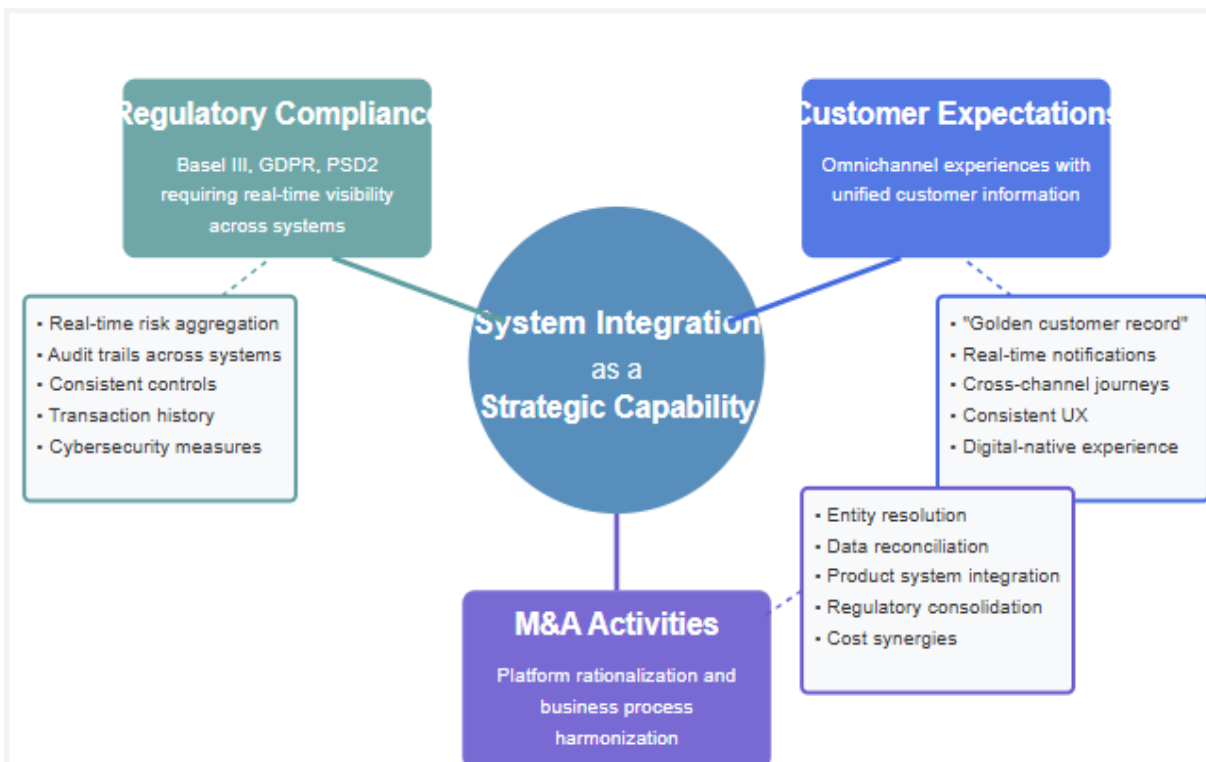 Regulatory Compliance
Basel III, GDPR, PSD2
requiring real-time visibility
across systems
Customer Expectations
Omnichannel experiences with
unified customer information
System Integration
as a
Strategic Capability
▪ Real-time risk aggregation
▪ Audit trails across systems
▪ Consistent controls
▪ Transaction history
▪ Cybersecurity measures
▪ "Golden customer record"
▪ Real-time notifications
▪ Cross-channel journeys
▪ Consistent UX
▪ Digital-native experience
▪ Entity resolution
▪ Data reconciliation
▪ Product system integration
▪ Regulatory consolidation
▪ Cost synergies
M&A Activities
Platform rationalization and
business process
harmonization